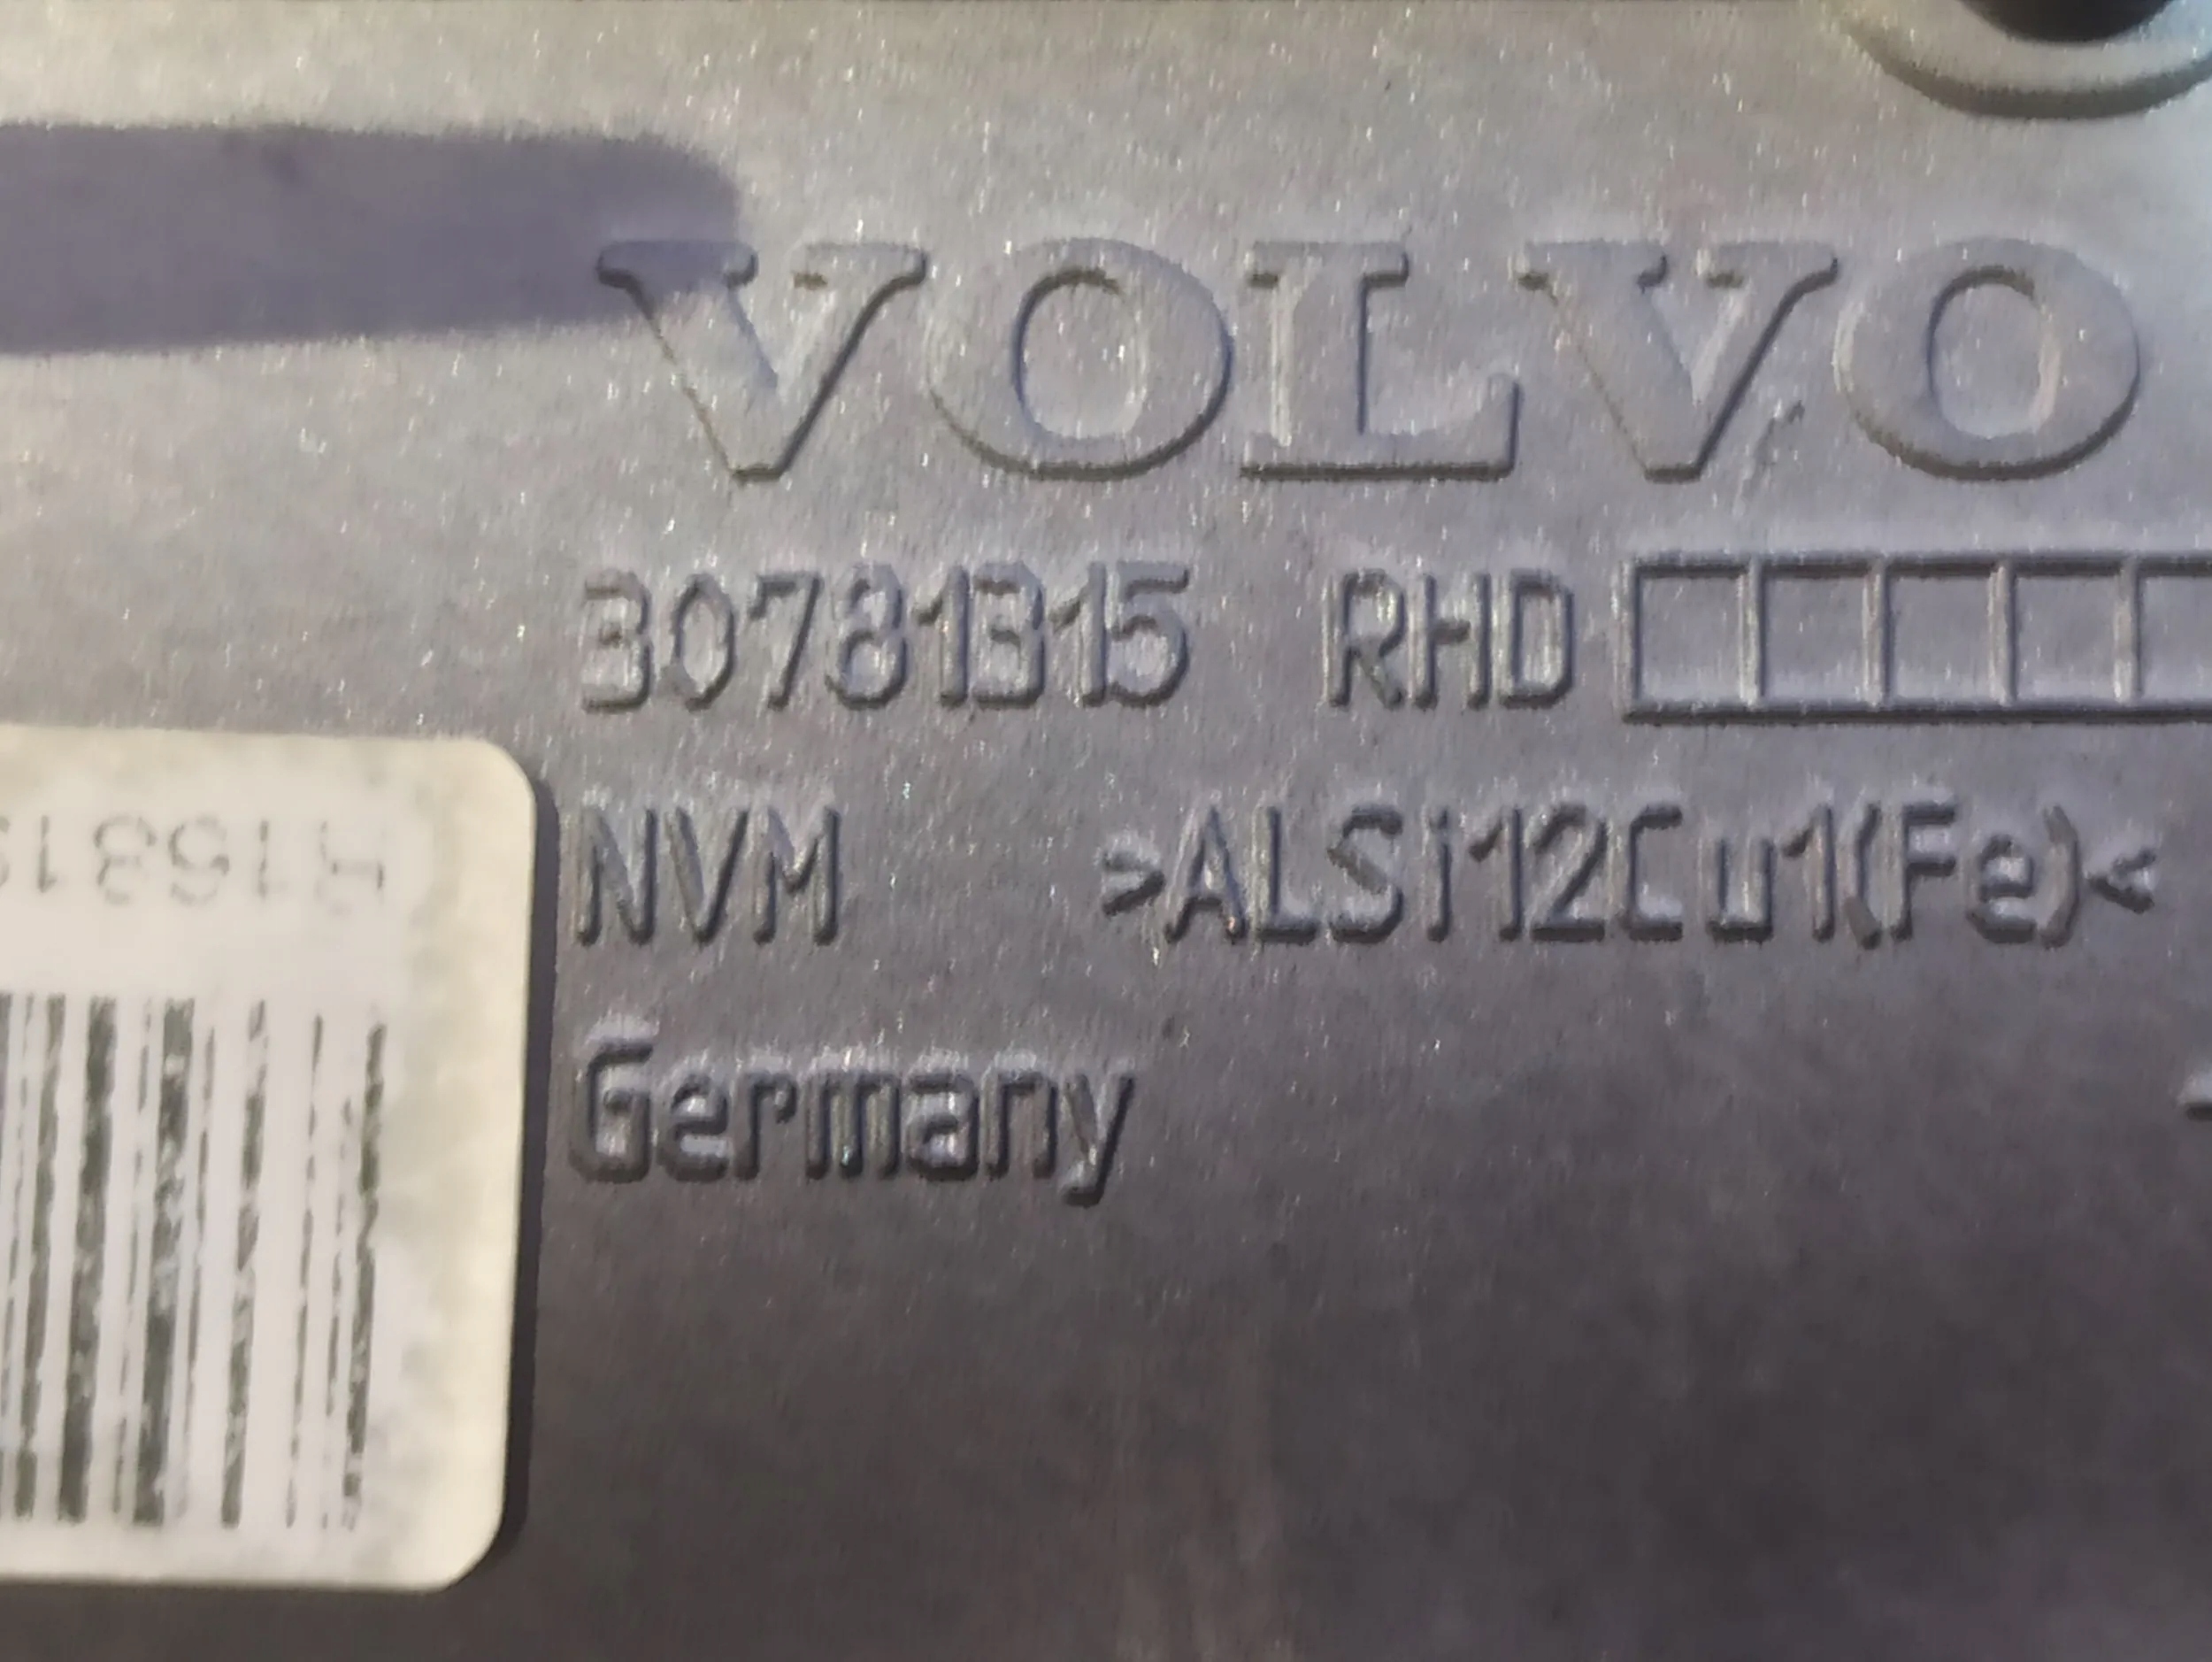 VOLVO
30781315 RHD
NVM >ALSi12Cu1(Fe)<
Germany